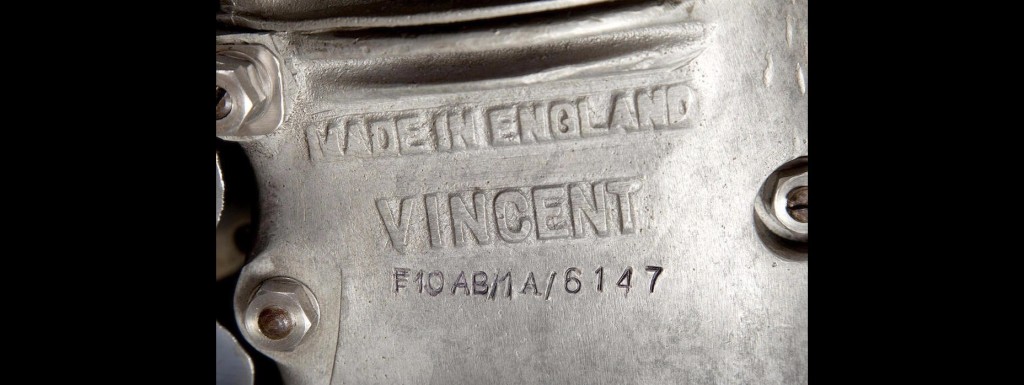 MADE IN ENGLAND
VINCENT
F10AB/1A/6147